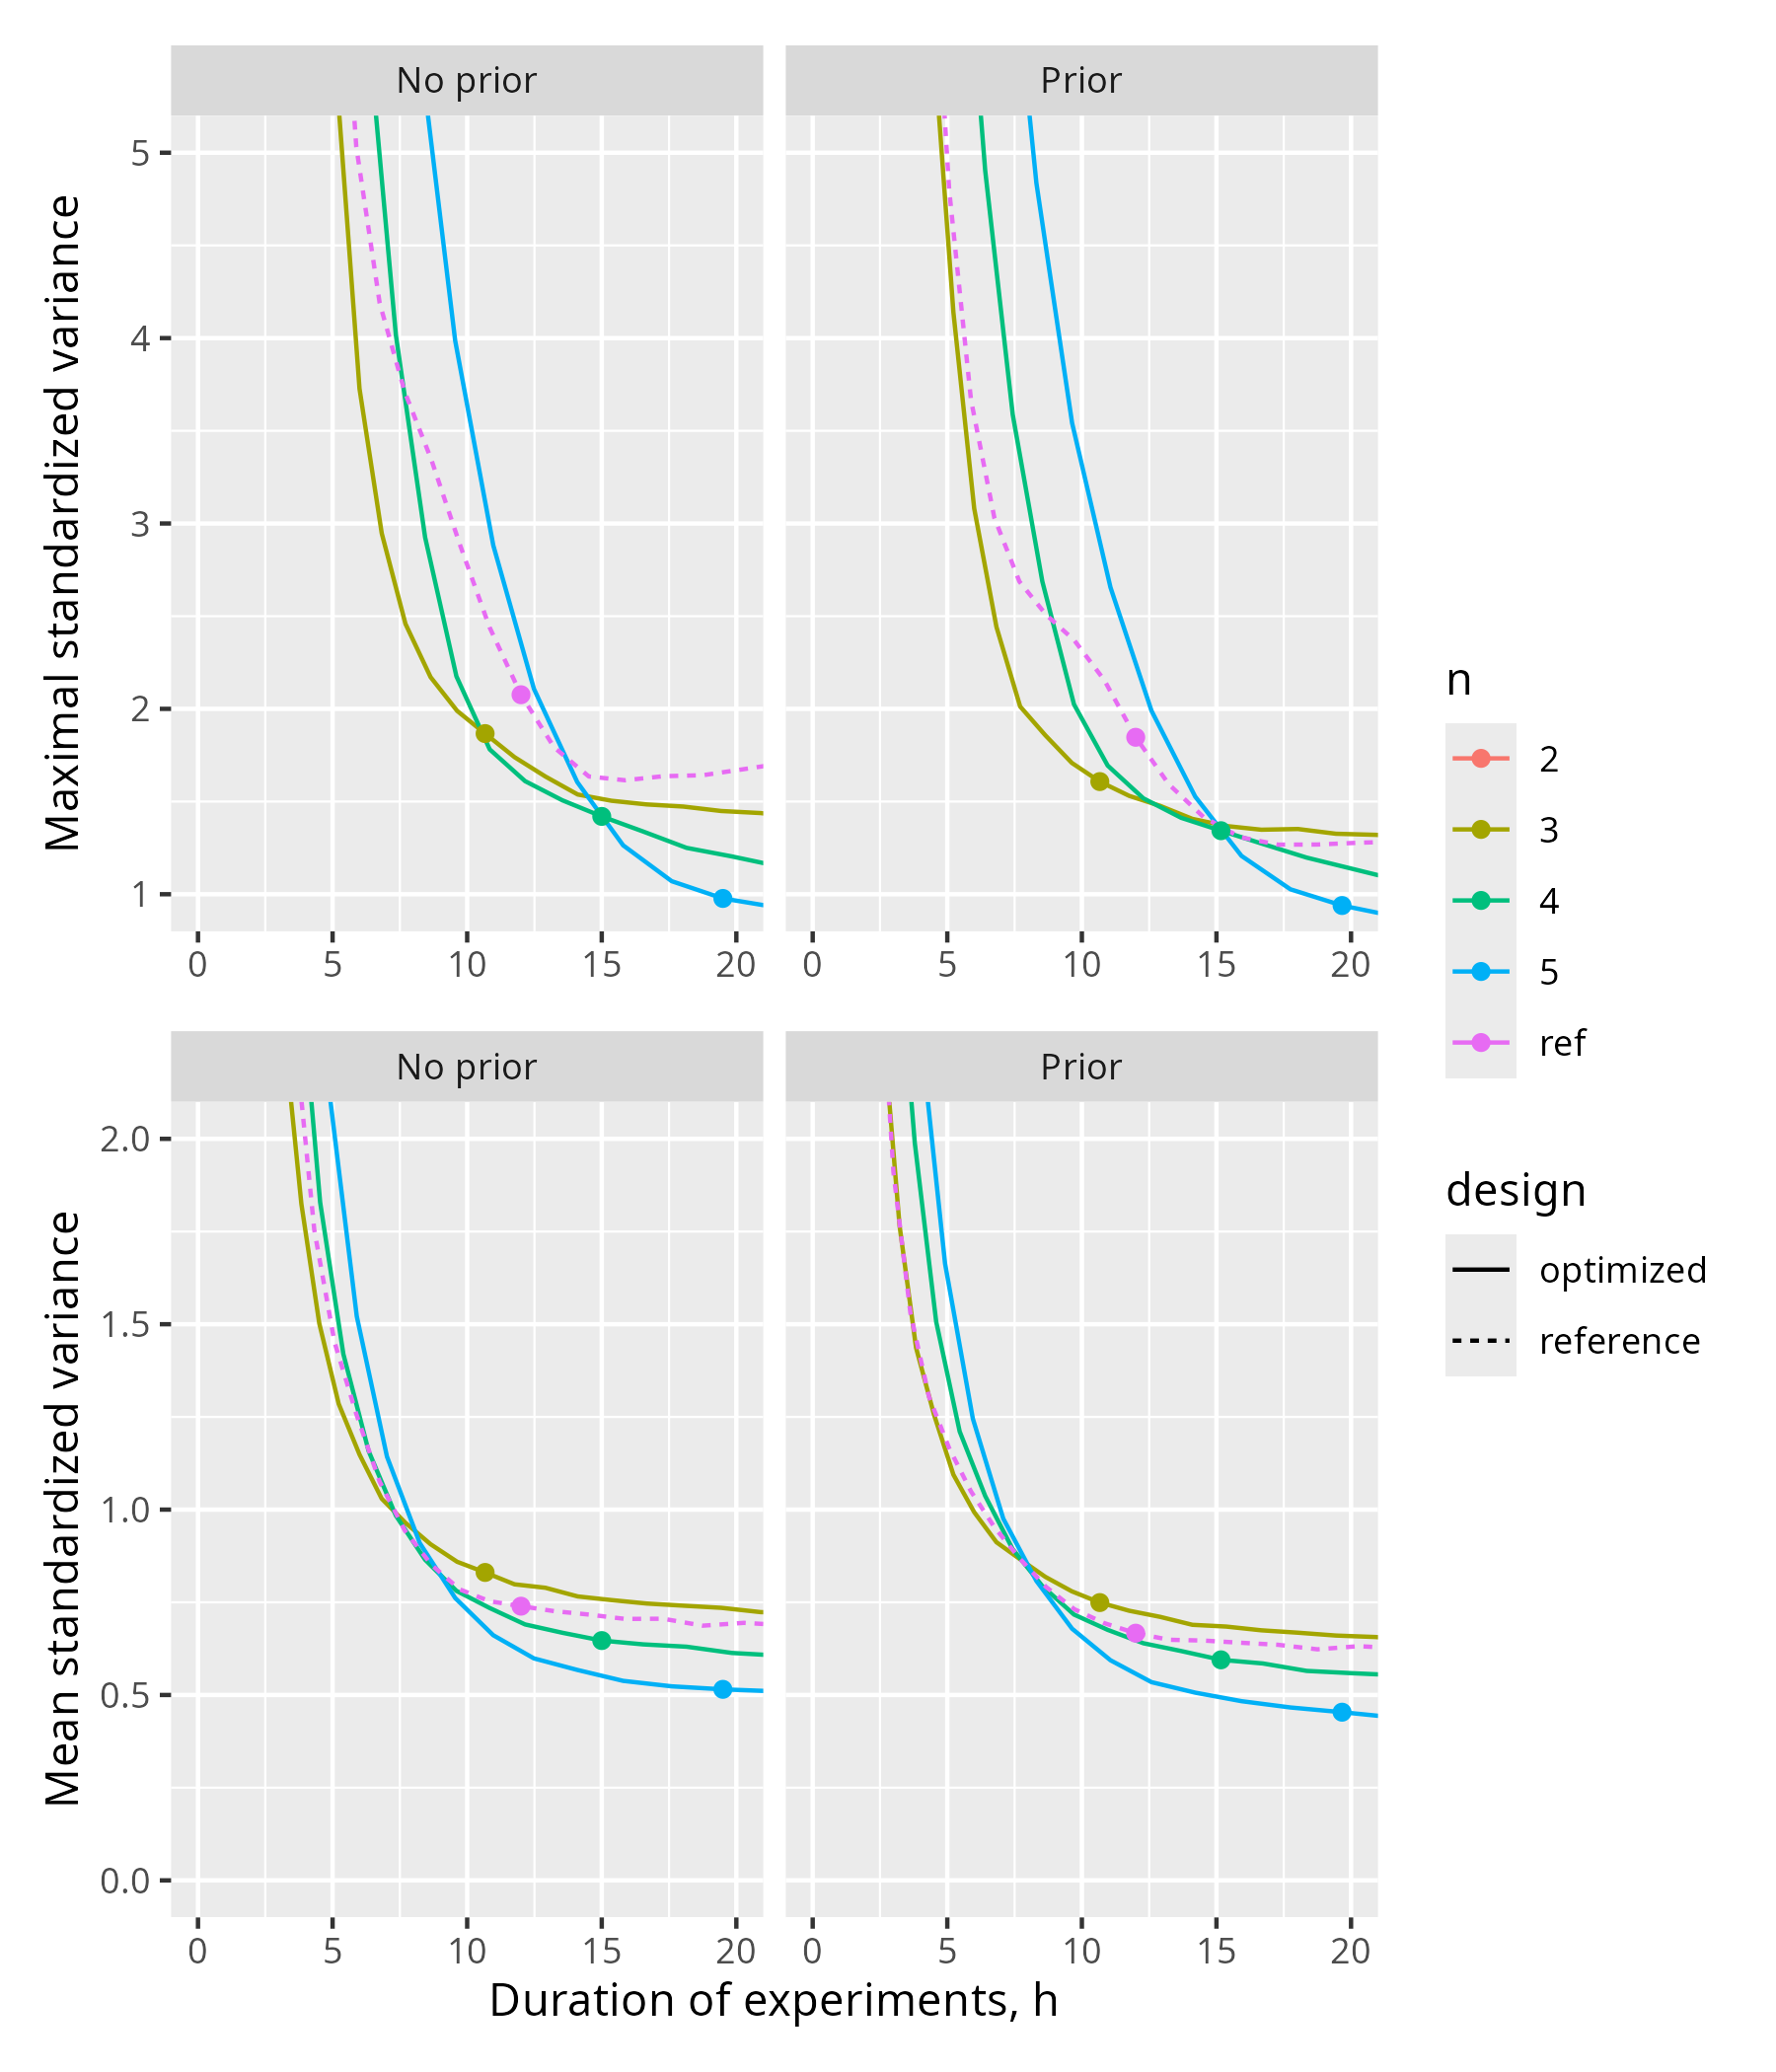 No prior
Prior
Maximal standardized variance
5
4
3
2
1
0 5 10 15 20
0 5 10 15 20
No prior
Prior
Mean standardized variance
2.0
1.5
1.0
0.5
0.0
0 5 10 15 20
0 5 10 15 20
Duration of experiments, h
n
2
3
4
5
ref
design
optimized
reference